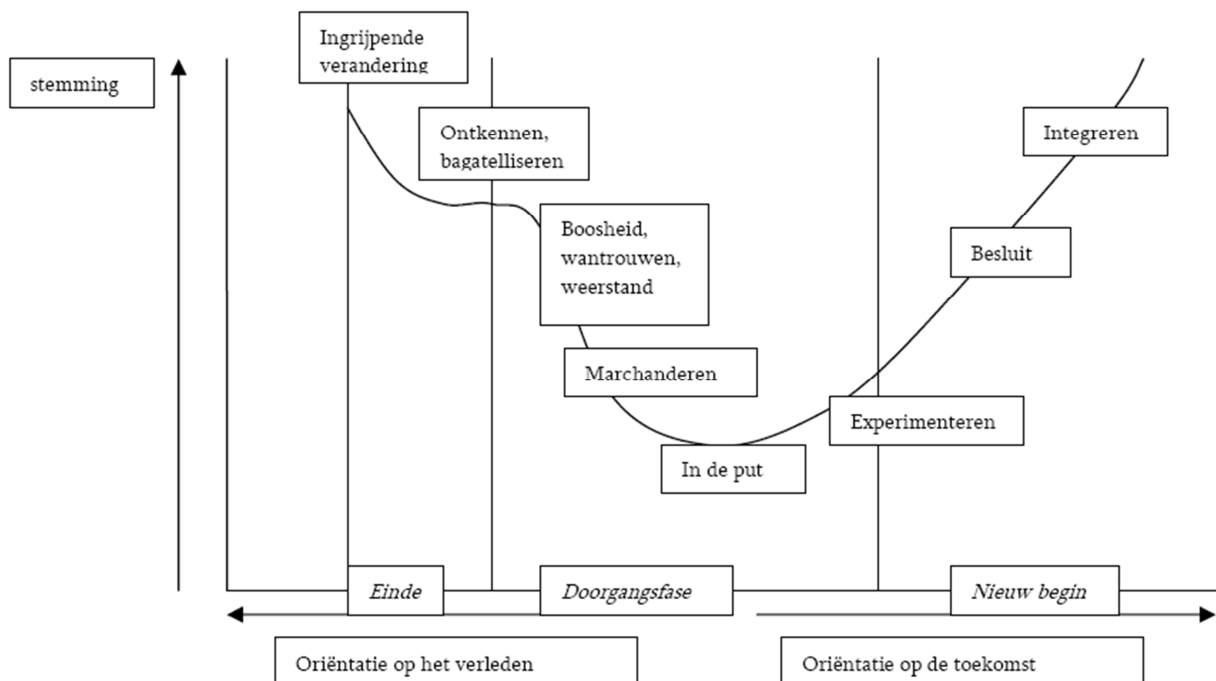 Ingrijpende
verandering
stemming
Ontkennen,
bagatelliseren
Integreren
Boosheid,
wantrouwen,
weerstand
Besluit
Marchanderen
Experimenteren
In de put
Einde
Doorgangsfase
Nieuw begin
Oriëntatie op het verleden
Oriëntatie op de toekomst